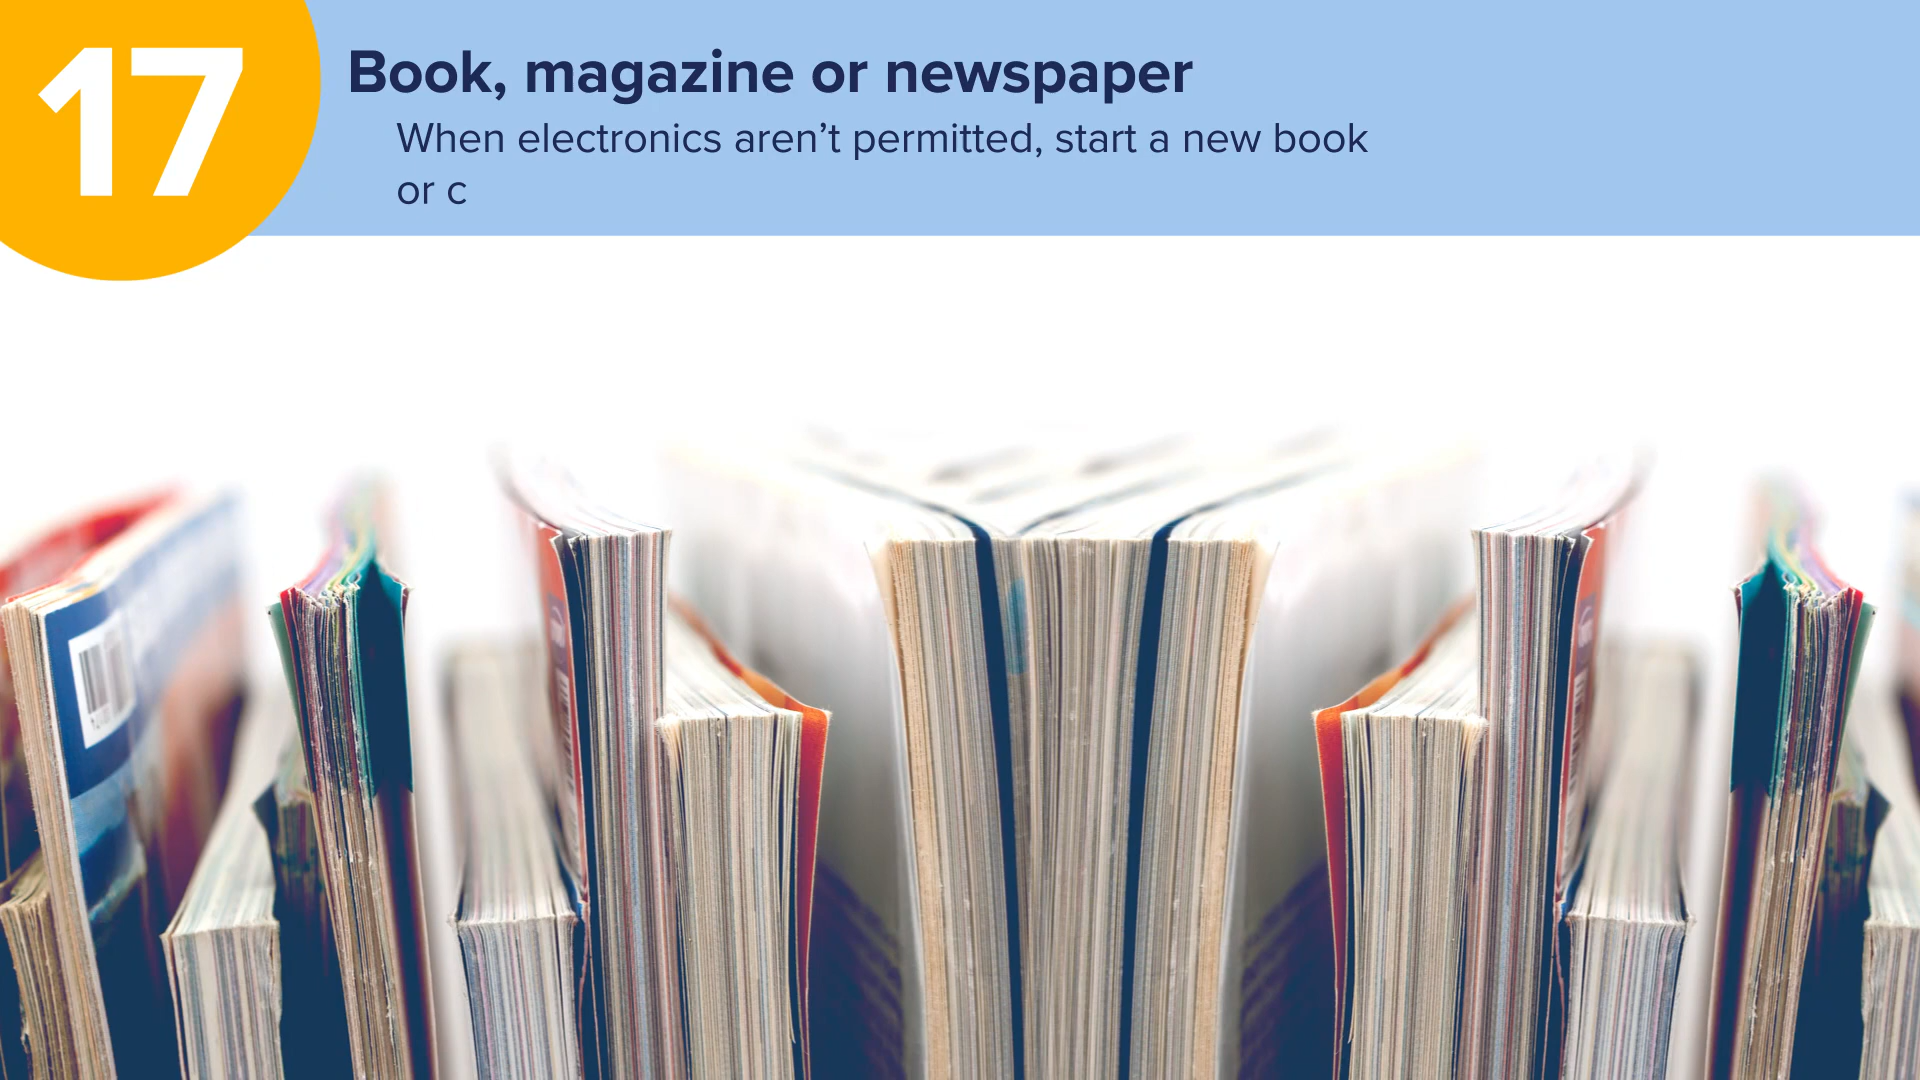 17
Book, magazine or newspaper
When electronics aren’t permitted, start a new book
or c